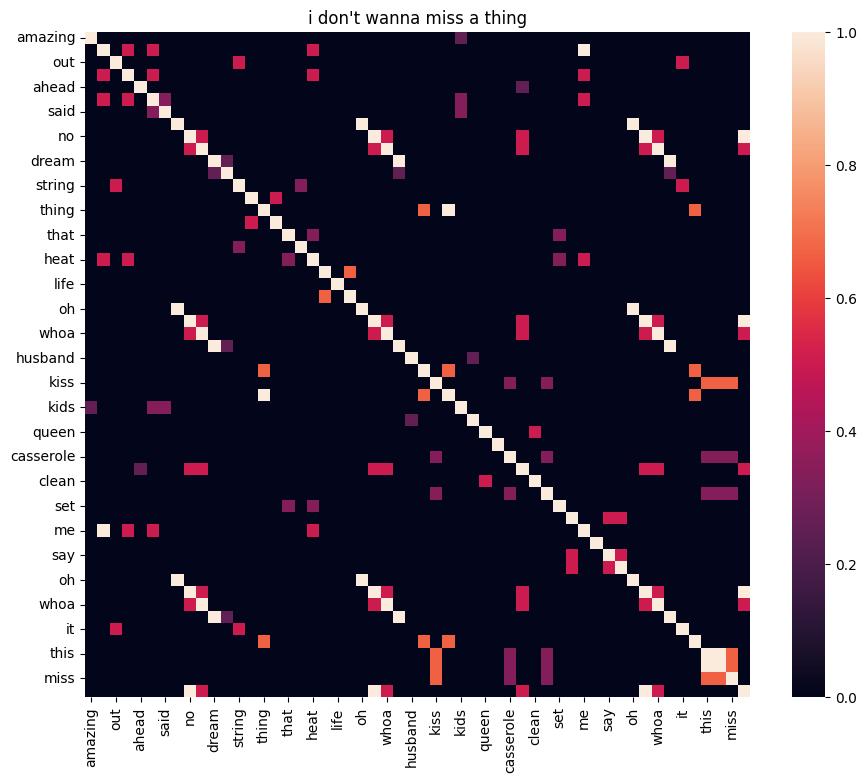 i don't wanna miss a thing
amazing
out
ahead
said
no
dream
string
thing
that
heat
life
oh
whoa
husband
kiss
kids
queen
casserole
clean
set
me
say
oh
whoa
it
this
miss
1.0
0.8
0.6
0.4
0.2
0.0
amazing out ahead said no dream string thing that heat life oh whoa husband kiss kids queen casserole clean set me say oh whoa it this miss